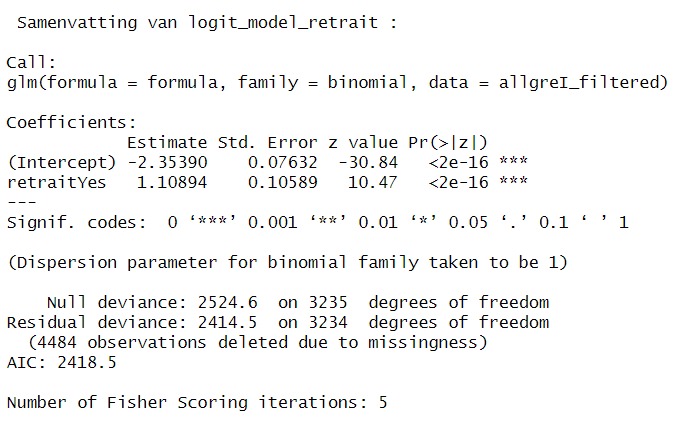 Samenvatting van logit_model_retrait :
Call:
glm(formula = formula, family = binomial, data = allgreI_filtered)
Coefficients:
Estimate Std. Error z value Pr(>|z|)
(Intercept) -2.35390 0.07632 -30.84 <2e-16 ***
retraitYes 1.10894 0.10589 10.47 <2e-16 ***
---
Signif. codes: 0 ‘***’ 0.001 ‘**’ 0.01 ‘*’ 0.05 ‘.’ 0.1 ‘ ’ 1
(Dispersion parameter for binomial family taken to be 1)
Null deviance: 2524.6 on 3235 degrees of freedom
Residual deviance: 2414.5 on 3234 degrees of freedom
(4484 observations deleted due to missingness)
AIC: 2418.5
Number of Fisher Scoring iterations: 5